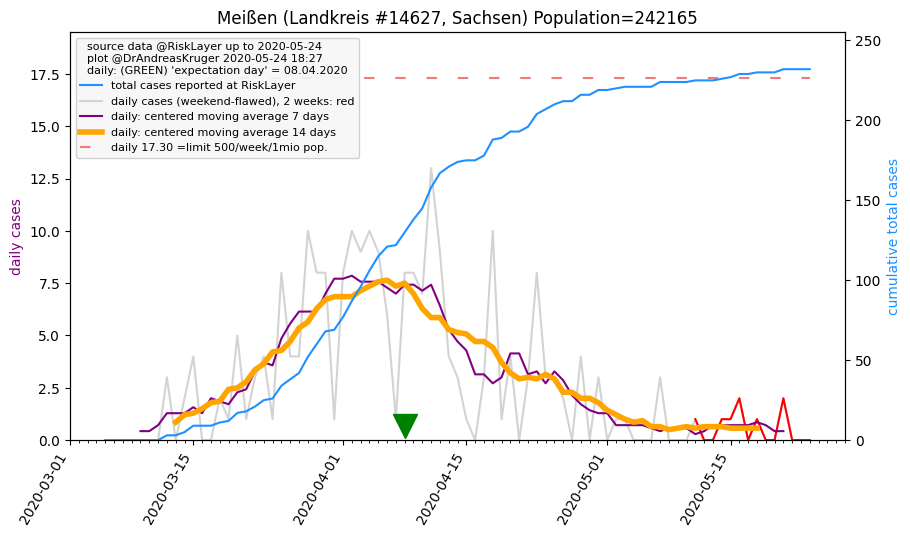 Meißen (Landkreis #14627, Sachsen) Population=242165
source data @RiskLayer up to 2020-05-24
plot @DrAndreasKruger 2020-05-24 18:27
daily: (GREEN) 'expectation day' = 08.04.2020
total cases reported at RiskLayer
daily cases (weekend-flawed), 2 weeks: red
daily: centered moving average 7 days
daily: centered moving average 14 days
daily 17.30 =limit 500/week/1mio pop.
daily cases
17.5
15.0
12.5
10.0
7.5
5.0
2.5
0.0
250
200
150
100
50
0
cumulative total cases
2020-03-01
2020-03-15
2020-04-01
2020-04-15
2020-05-01
2020-05-15